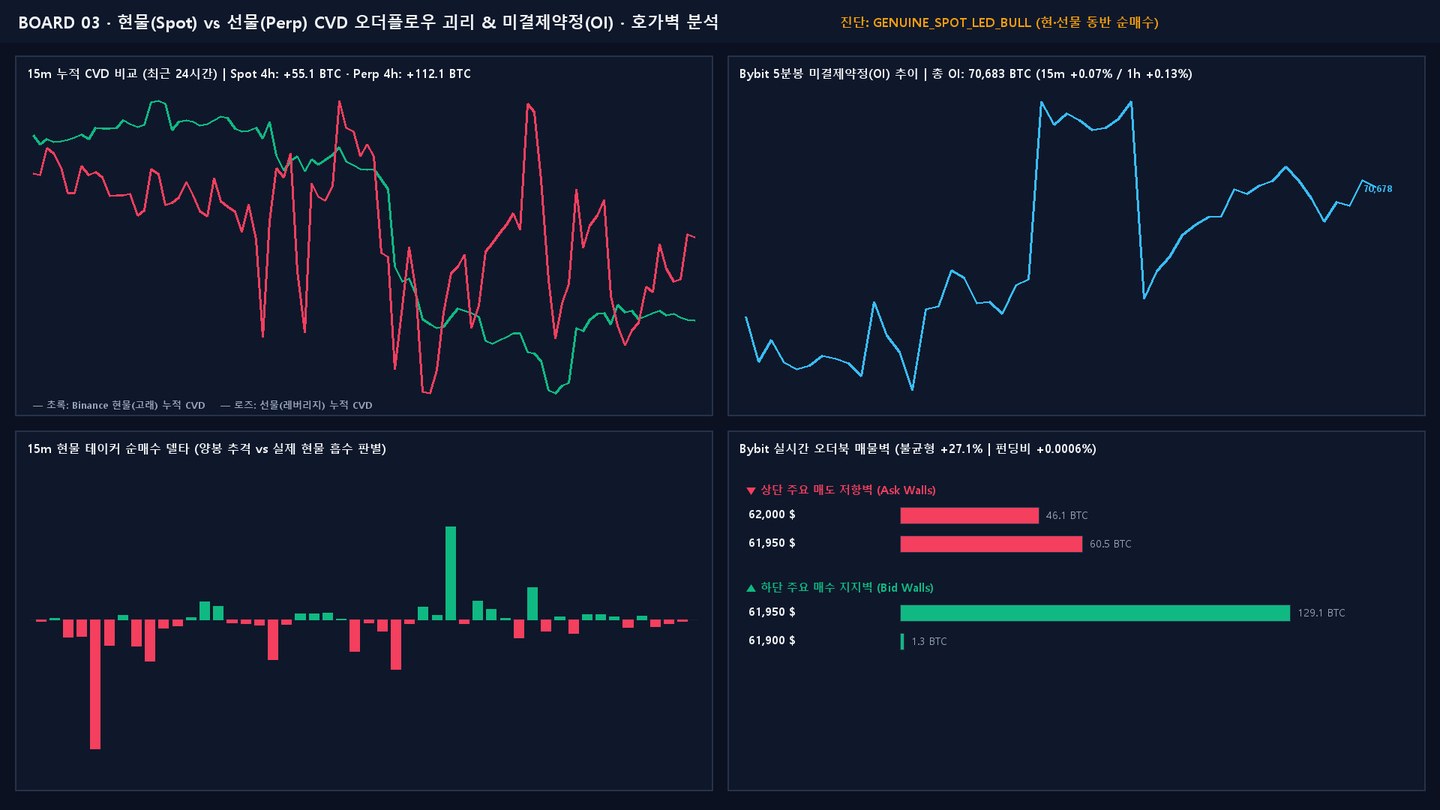 BOARD 03 · 현물(Spot) vs 선물(Perp) CVD 오더플로우 괴리 & 미결제약정(OI) · 호가벽 분석
진단: GENUINE_SPOT_LED_BULL (현·선물 동반 순매수)
15m 누적 CVD 비교 (최근 24시간) | Spot 4h: +55.1 BTC · Perp 4h: +112.1 BTC
— 초록: Binance 현물(고래) 누적 CVD — 로즈: 선물(레버리지) 누적 CVD
Bybit 5분봉 미결제약정(OI) 추이 | 총 OI: 70,683 BTC (15m +0.07% / 1h +0.13%)
70,678
15m 현물 테이커 순매수 델타 (양봉 추격 vs 실제 현물 흡수 판별)
Bybit 실시간 오더북 매물벽 (불균형 +27.1% | 펀딩비 +0.0006%)
▼ 상단 주요 매도 저항벽 (Ask Walls)
62,000 $ 46.1 BTC
61,950 $ 60.5 BTC
▲ 하단 주요 매수 지지벽 (Bid Walls)
61,950 $ 129.1 BTC
61,900 $ 1.3 BTC